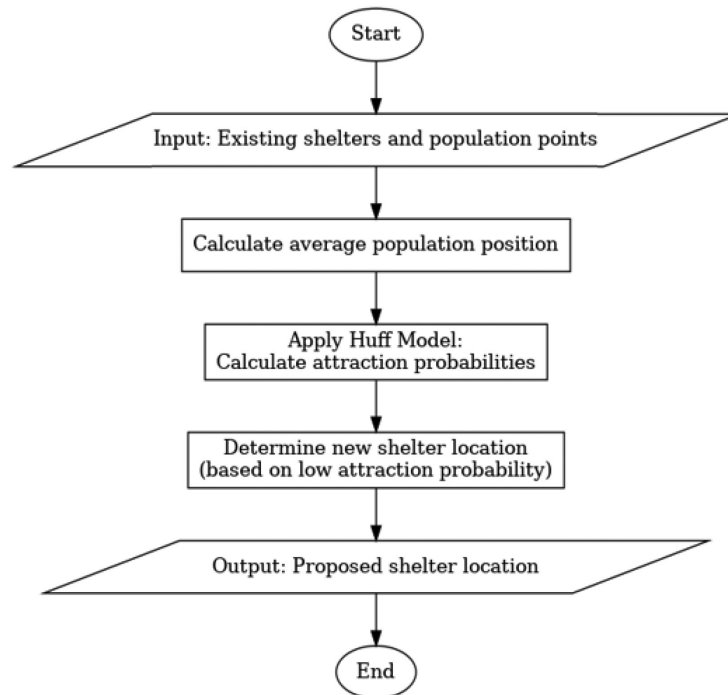 Start
Input: Existing shelters and population points
Calculate average population position
Apply Huff Model:
Calculate attraction probabilities
Determine new shelter location
(based on low attraction probability)
Output: Proposed shelter location
End